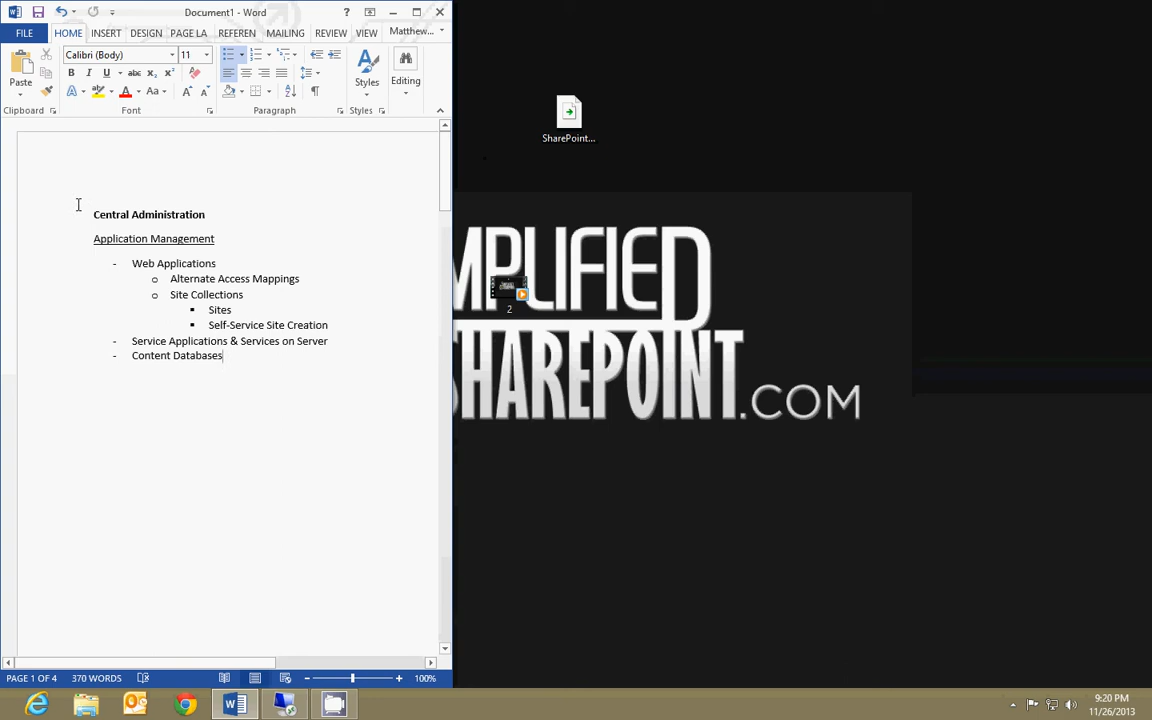 Document1 - Word
FILE HOME INSERT DESIGN PAGE LA REFEREN MAILING REVIEW VIEW Matthew...
Calibri (Body) 11
Paste
Styles
Editing
Clipboard Font Paragraph Styles
Central Administration
Application Management
- Web Applications
o Alternate Access Mappings
o Site Collections
▪ Sites
▪ Self-Service Site Creation
- Service Applications & Services on Server
- Content Databases
SharePoint...
MPLIFIED
2
SHAREPOINT.COM
PAGE 1 OF 4 370 WORDS 100%
9:20 PM
11/26/2013